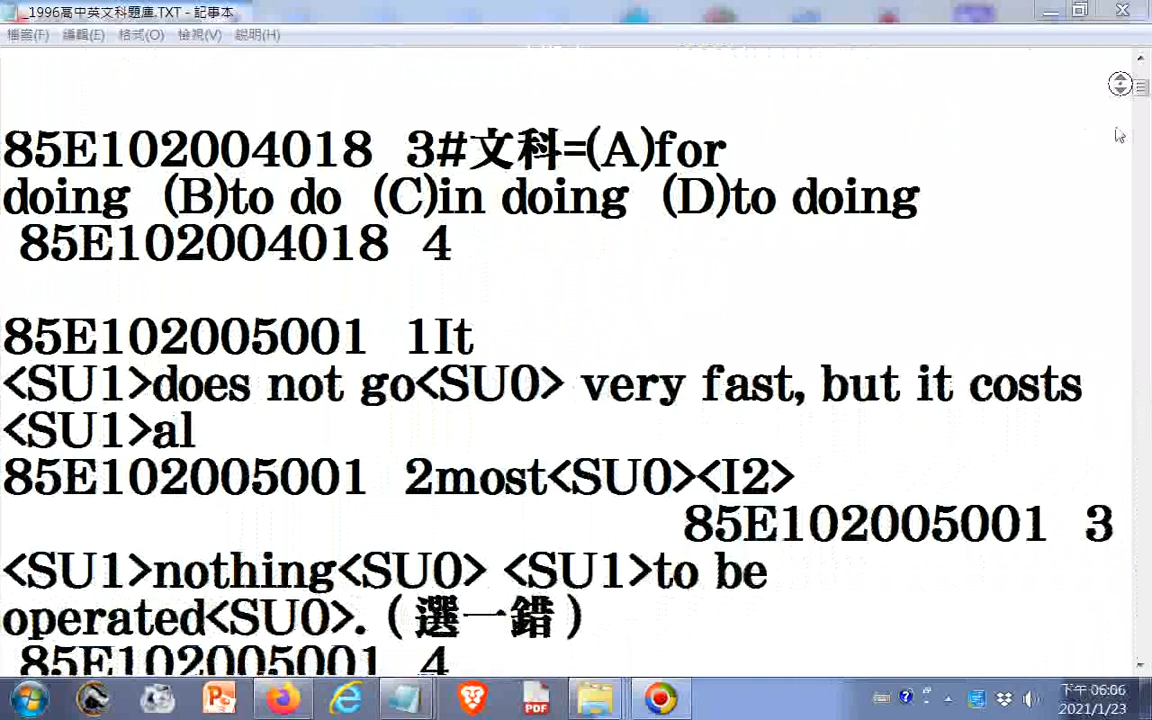 _1996高中英文科題庫.TXT - 記事本
檔案(F) 編輯(E) 格式(O) 檢視(V) 說明(H)
85E102004018 3#文科=(A)for
doing (B)to do (C)in doing (D)to doing
85E102004018 4
85E102005001 1It
<SU1>does not go<SU0> very fast, but it costs
<SU1>al
85E102005001 2most<SU0><I2>
85E102005001 3
<SU1>nothing<SU0> <SU1>to be
operated<SU0>. (選一錯)
85E102005001 4
PDF
下午 06:06
2021/1/23